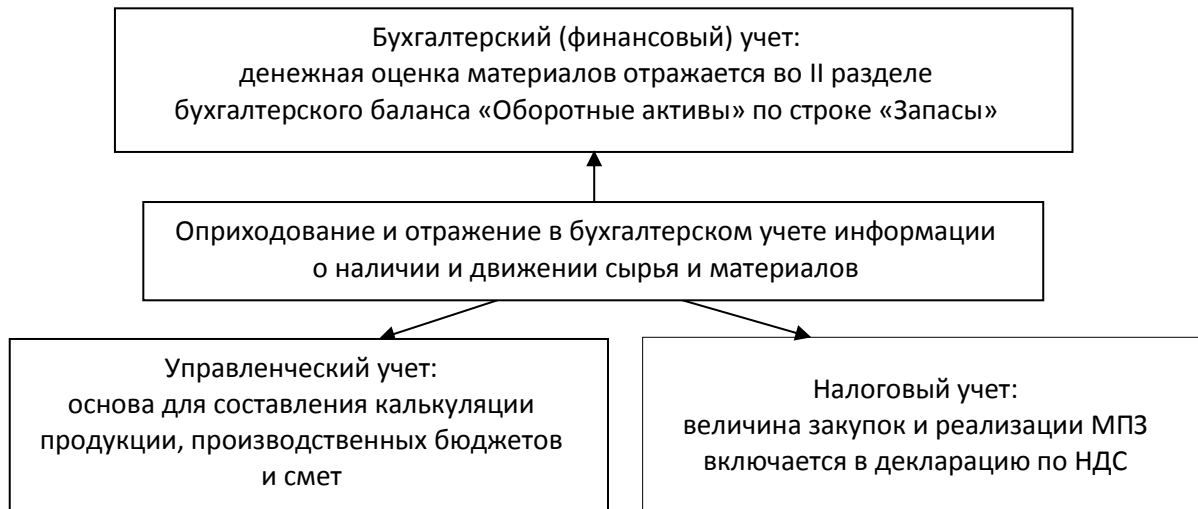 Бухгалтерский (финансовый) учет:
денежная оценка материалов отражается во II разделе
бухгалтерского баланса «Оборотные активы» по строке «Запасы»
Оприходование и отражение в бухгалтерском учете информации
о наличии и движении сырья и материалов
Управленческий учет:
основа для составления калькуляции
продукции, производственных бюджетов
и смет
Налоговый учет:
величина закупок и реализации МПЗ
включается в декларацию по НДС